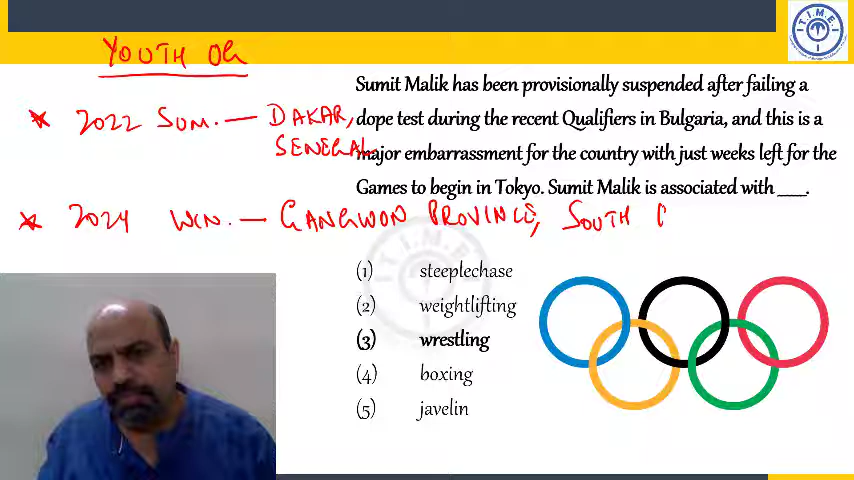 YOUTH OG
Sumit Malik has been provisionally suspended after failing a
dope test during the recent Qualifiers in Bulgaria, and this is a
major embarrassment for the country with just weeks left for the
Games to begin in Tokyo. Sumit Malik is associated with ___.
* 2022 SUM. — DAKAR,
SENEGAL
* 2024 WIN. — GANGWON PROVINCE, SOUTH
(1) steeplechase
(2) weightlifting
(3) wrestling
(4) boxing
(5) javelin
I.T.I.M.E.I